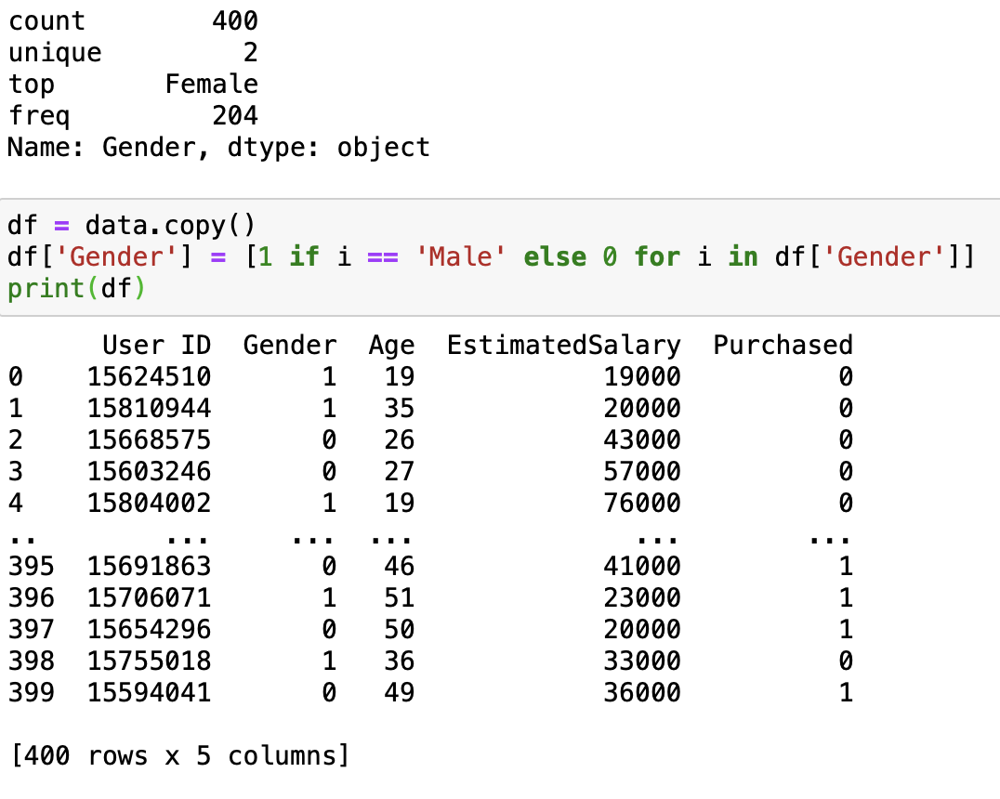 count 400
unique 2
top Female
freq 204
Name: Gender, dtype: object
df = data.copy()
df['Gender'] = [1 if i == 'Male' else 0 for i in df['Gender']]
print(df)
User ID Gender Age EstimatedSalary Purchased
0 15624510 1 19 19000 0
1 15810944 1 35 20000 0
2 15668575 0 26 43000 0
3 15603246 0 27 57000 0
4 15804002 1 19 76000 0
.. ... ... ... ... ...
395 15691863 0 46 41000 1
396 15706071 1 51 23000 1
397 15654296 0 50 20000 1
398 15755018 1 36 33000 0
399 15594041 0 49 36000 1
[400 rows x 5 columns]